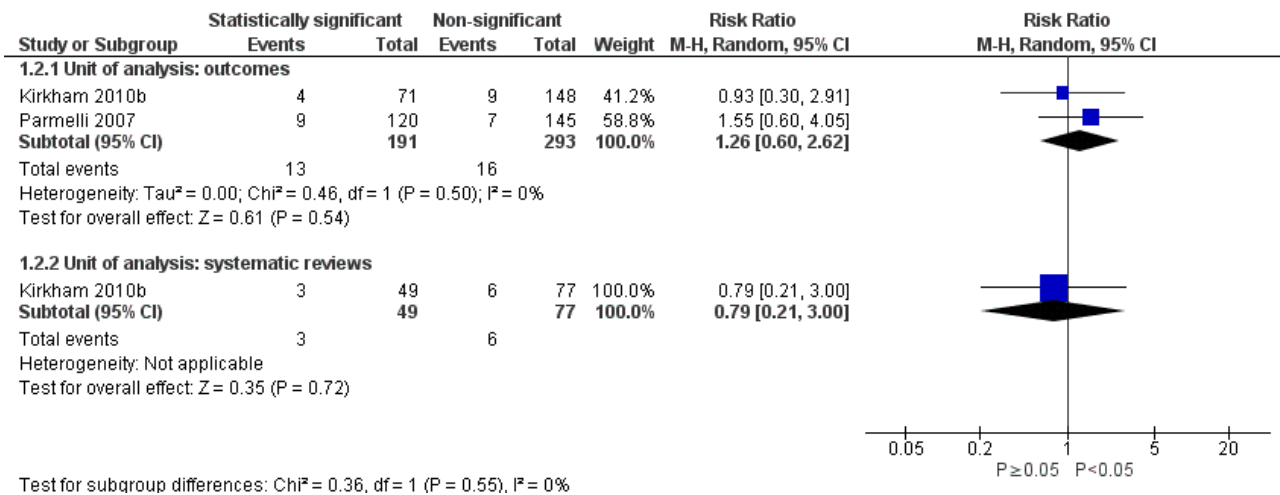 Statistically significant Non-significant Risk Ratio Risk Ratio
Study or Subgroup Events Total Events Total Weight M-H, Random, 95% CI M-H, Random, 95% CI
1.2.1 Unit of analysis: outcomes
Kirkham 2010b 4 71 9 148 41.2% 0.93 [0.30, 2.91]
Parmelli 2007 9 120 7 145 58.8% 1.55 [0.60, 4.05]
Subtotal (95% CI) 191 293 100.0% 1.26 [0.60, 2.62]
Total events 13 16
Heterogeneity: Tau² = 0.00; Chi² = 0.46, df = 1 (P = 0.50); I² = 0%
Test for overall effect: Z = 0.61 (P = 0.54)
1.2.2 Unit of analysis: systematic reviews
Kirkham 2010b 3 49 6 77 100.0% 0.79 [0.21, 3.00]
Subtotal (95% CI) 49 77 100.0% 0.79 [0.21, 3.00]
Total events 3 6
Heterogeneity: Not applicable
Test for overall effect: Z = 0.35 (P = 0.72)
0.05 0.2 1 5 20
P≥0.05 P<0.05
Test for subgroup differences: Chi² = 0.36, df = 1 (P = 0.55), I² = 0%